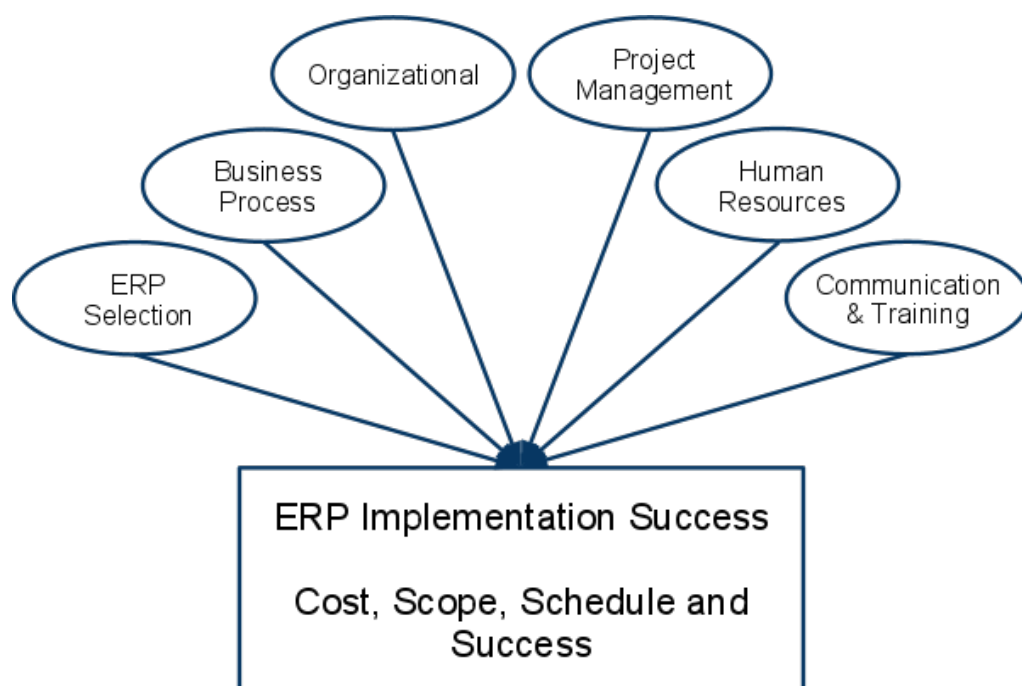 Organizational
Project
Management
Business
Process
Human
Resources
ERP
Selection
Communication
& Training
ERP Implementation Success
Cost, Scope, Schedule and
Success